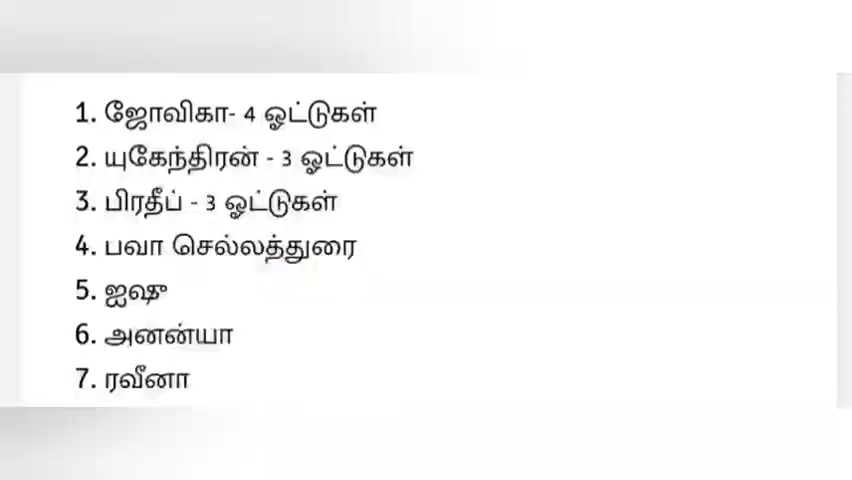 1. ஜோவிகா- 4 ஓட்டுகள்
2. யுகேந்திரன் - 3 ஓட்டுகள்
3. பிரதீப் - 3 ஓட்டுகள்
4. பவா செல்லத்துரை
5. ஐஷு
6. அனன்யா
7. ரவீனா